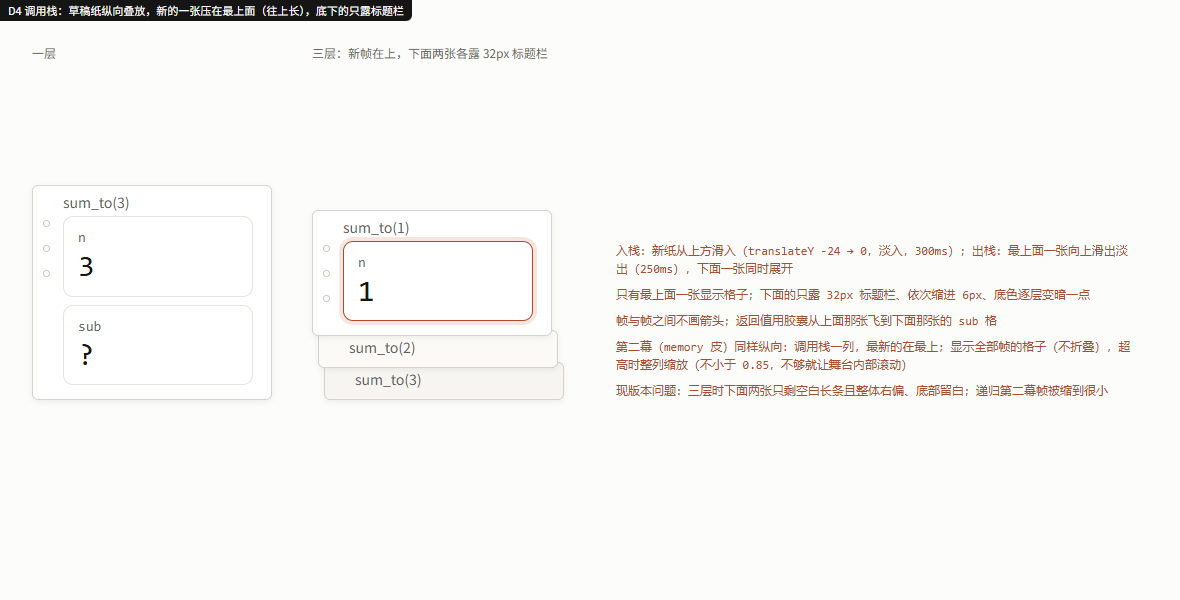 D4 调用栈：草稿纸纵向叠放，新的一张压在最上面（往上长），底下的只露标题栏
一层
三层：新帧在上，下面两张各露 32px 标题栏
sum_to(3)
n
3
sub
?
sum_to(1)
n
1
sum_to(2)
sum_to(3)
入栈：新纸从上方滑入（translateY -24 → 0，淡入，300ms）；出栈：最上面一张向上滑出淡
出（250ms），下面一张同时展开
只有最上面一张显示格子；下面的只露 32px 标题栏、依次缩进 6px、底色逐层变暗一点
帧与帧之间不画箭头；返回值用胶囊从上面那张飞到下面那张的 sub 格
第二幕（memory 皮）同样纵向：调用栈一列，最新的在最上；显示全部帧的格子（不折叠），超
高时整列缩放（不小于 0.85，不够就让舞台内部滚动）
现版本问题：三层时下面两张只剩空白长条且整体右偏、底部留白；递归第二幕帧被缩到很小